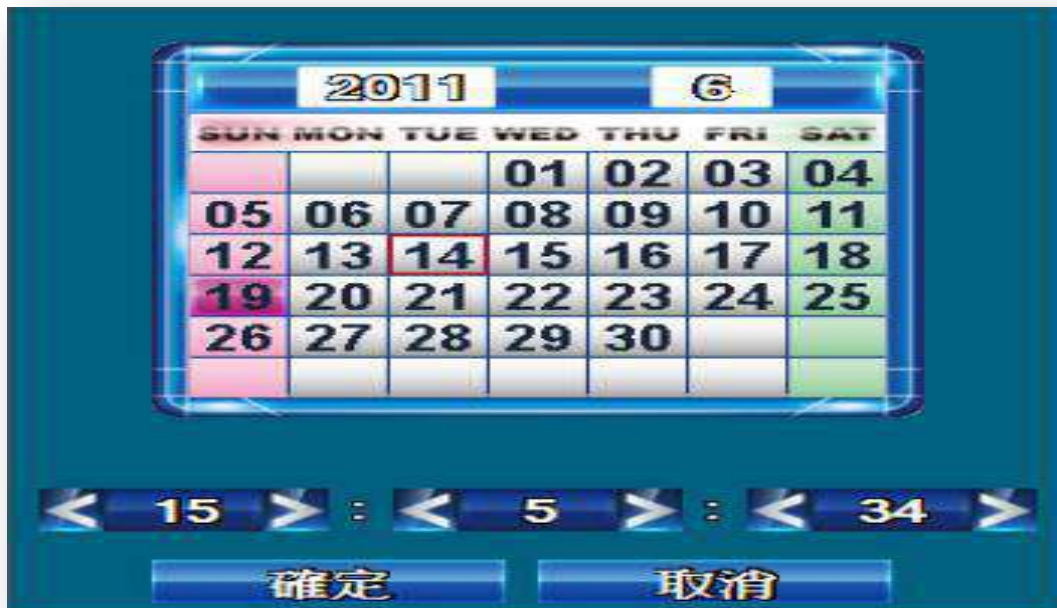 2011 6
SUN MON TUE WED THU FRI SAT
01 02 03 04
05 06 07 08 09 10 11
12 13 14 15 16 17 18
19 20 21 22 23 24 25
26 27 28 29 30
< 15 > : < 5 > : < 34 >
確定 取消